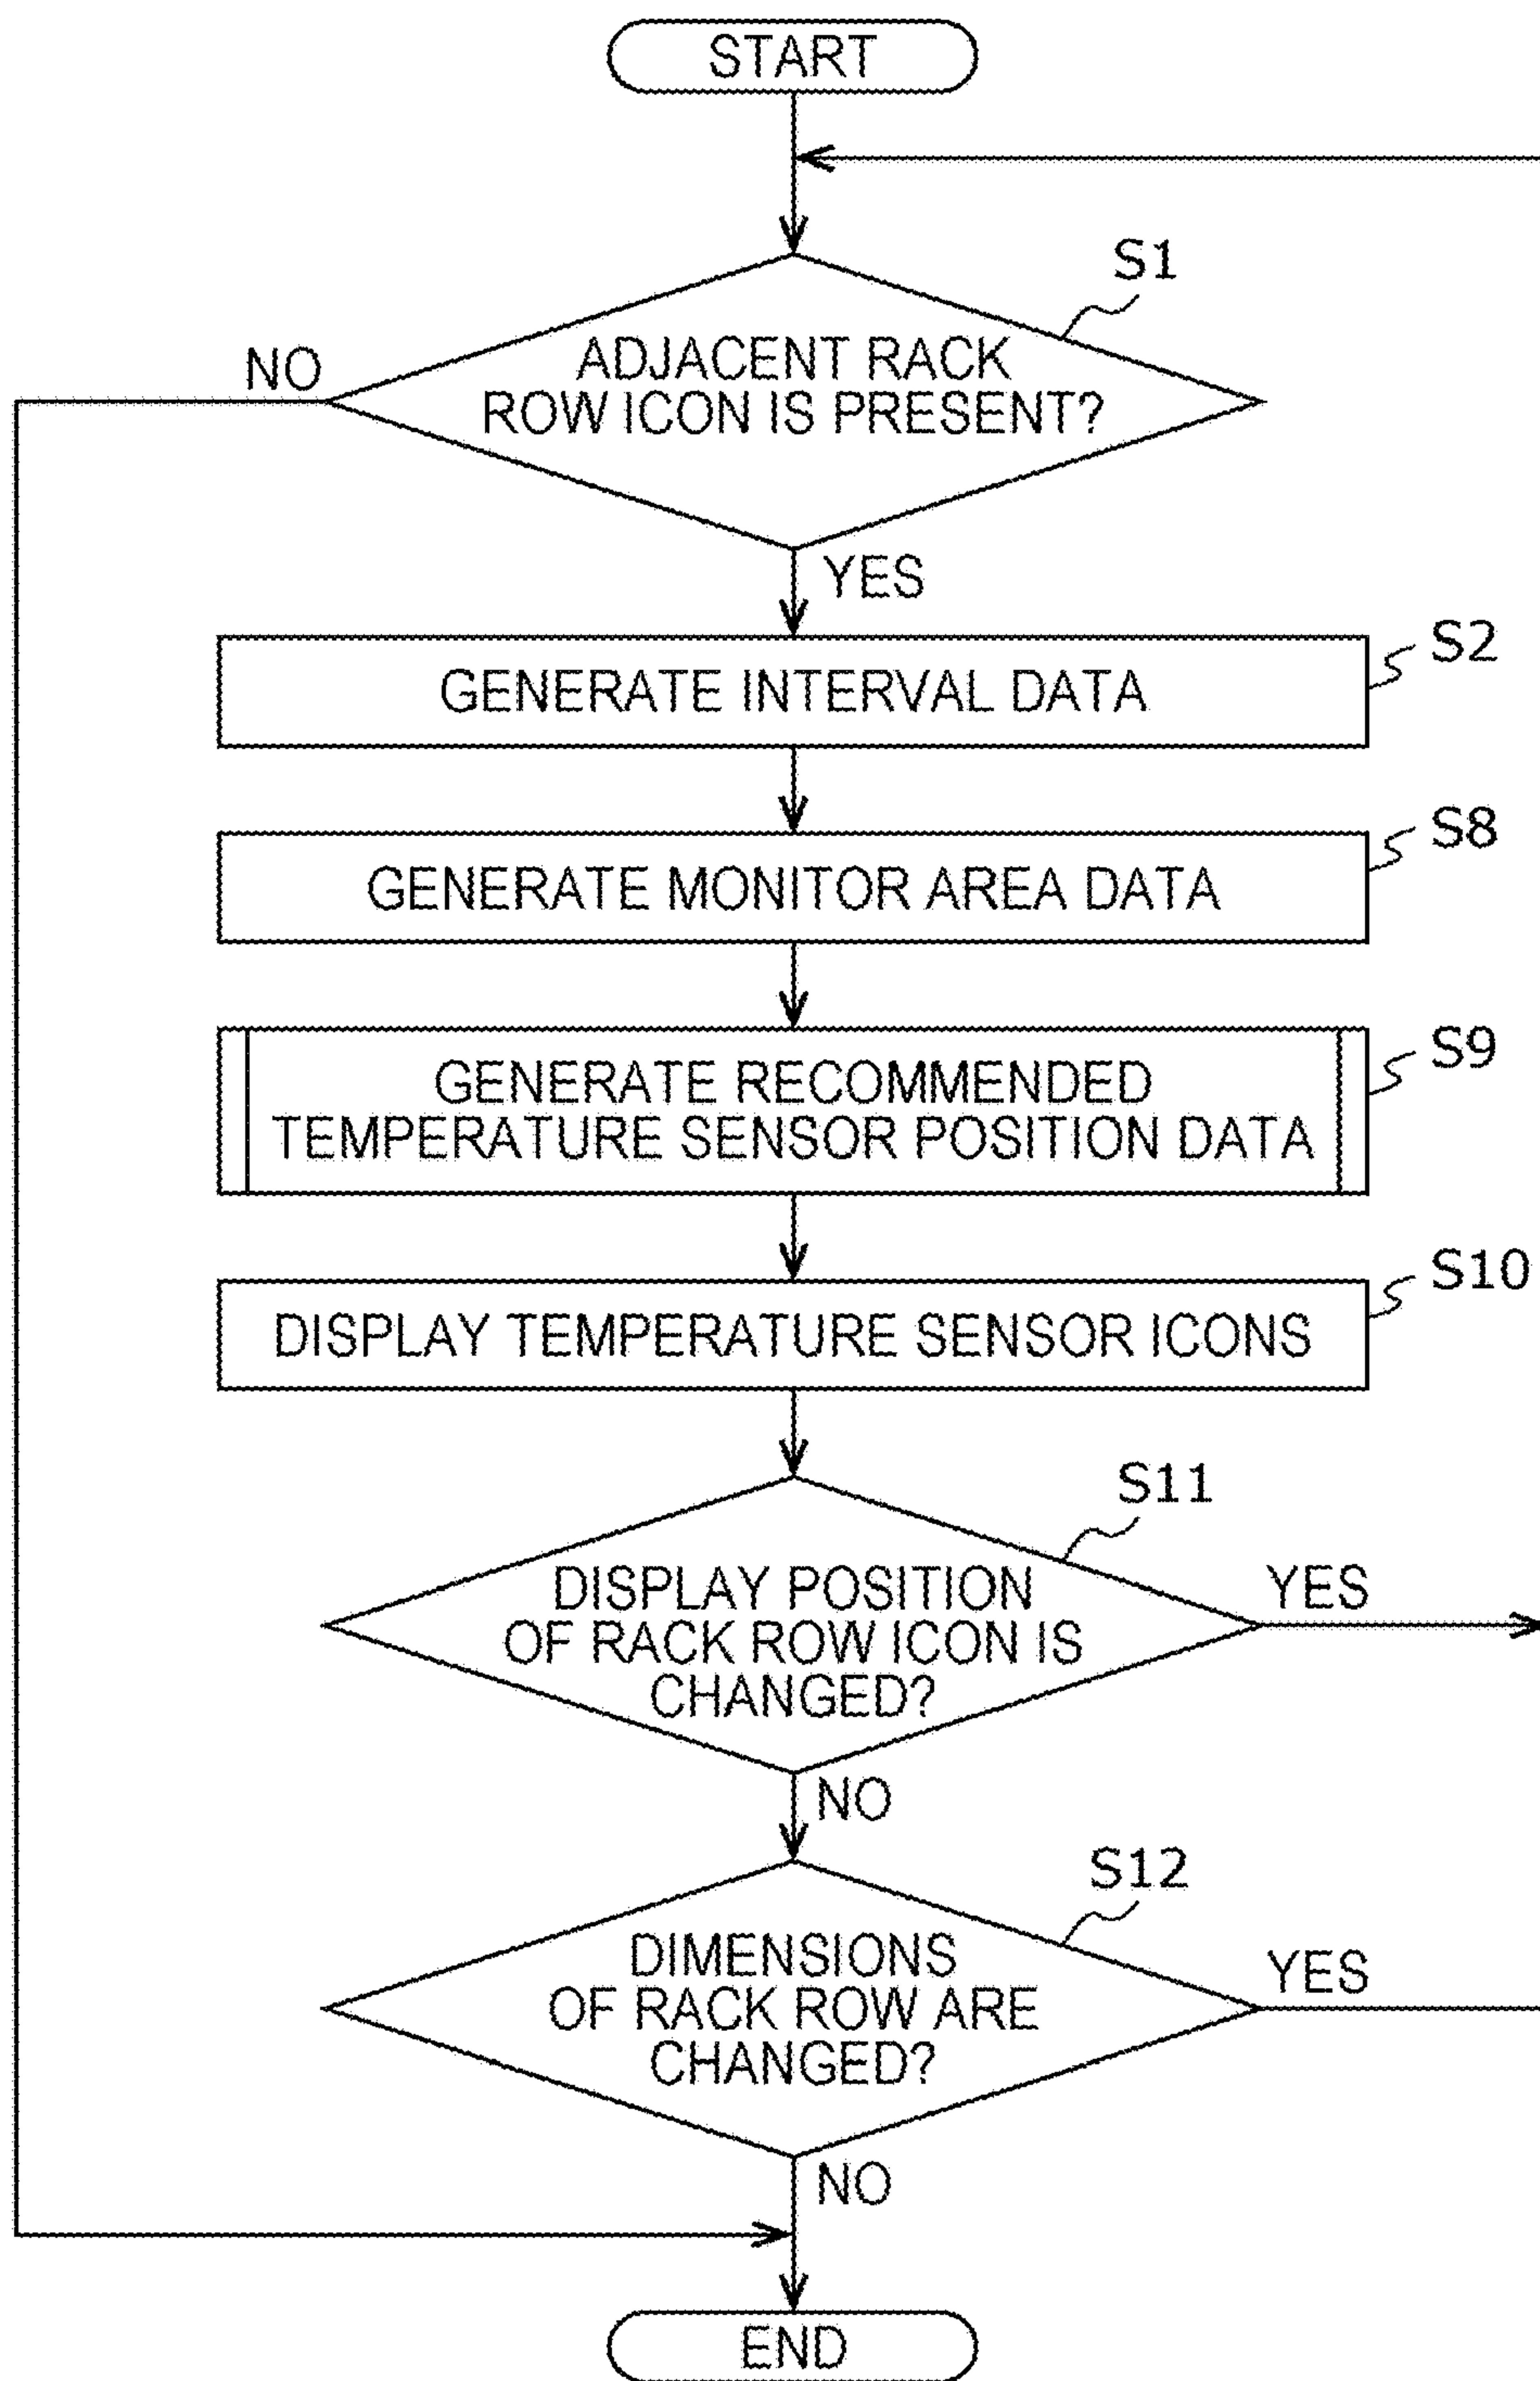 START
S1
ADJACENT RACK
ROW ICON IS PRESENT?
NO
YES
S2
GENERATE INTERVAL DATA
S8
GENERATE MONITOR AREA DATA
S9
GENERATE RECOMMENDED
TEMPERATURE SENSOR POSITION DATA
S10
DISPLAY TEMPERATURE SENSOR ICONS
S11
DISPLAY POSITION
OF RACK ROW ICON IS
CHANGED?
YES
NO
S12
DIMENSIONS
OF RACK ROW ARE
CHANGED?
YES
NO
END